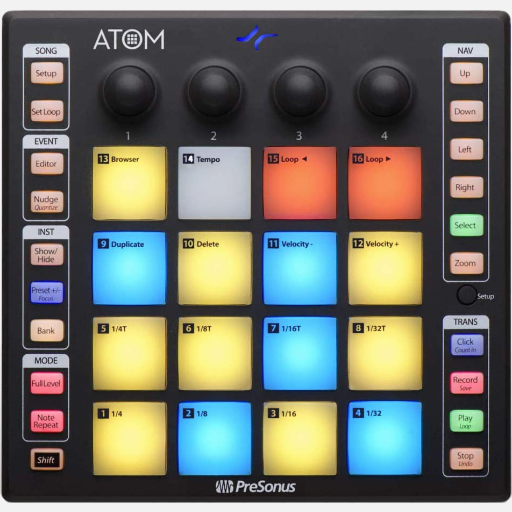 ATOM
SONG
Setup
Set Loop
EVENT
Editor
Nudge
Quantize
INST
Show/
Hide
Preset +/-
Focus
Bank
MODE
Full Level
Note
Repeat
Shift
1 2 3 4
13 Browser
14 Tempo
15 Loop ◄
16 Loop ►
9 Duplicate
10 Delete
11 Velocity -
12 Velocity +
5 1/4T
6 1/8T
7 1/16T
8 1/32T
1 1/4
2 1/8
3 1/16
4 1/32
PreSonus
NAV
Up
Down
Left
Right
Select
Zoom
Setup
TRANS
Click
Count In
Record
Save
Play
Loop
Stop
Undo